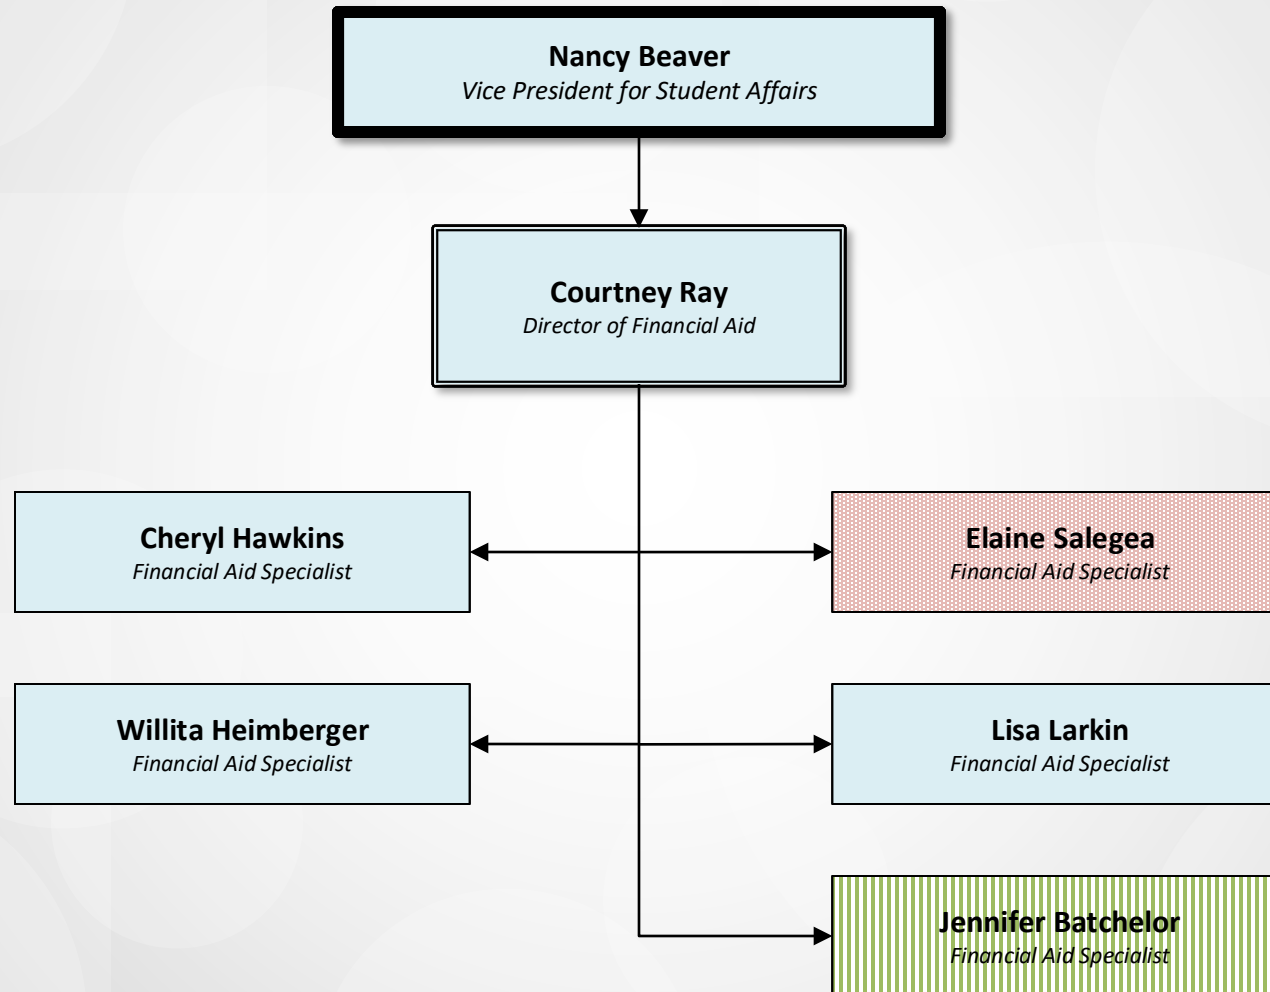 Nancy Beaver
Vice President for Student Affairs
Courtney Ray
Director of Financial Aid
Cheryl Hawkins
Financial Aid Specialist
Elaine Salegea
Financial Aid Specialist
Willita Heimberger
Financial Aid Specialist
Lisa Larkin
Financial Aid Specialist
Jennifer Batchelor
Financial Aid Specialist